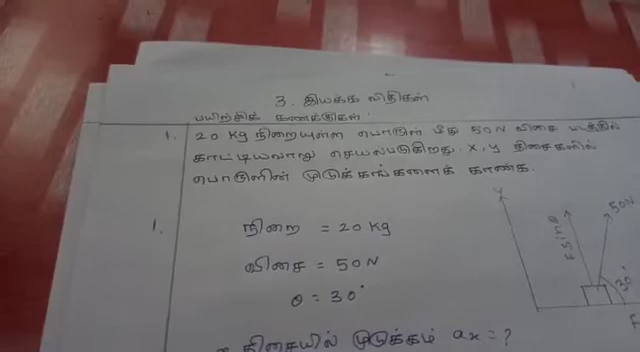 3. இயக்க விதிகள்
பயிற்சிக் கணக்குகள்
1. 20 kg நிறையுள்ள பொருள் மீது 50N விசை படத்தில்
காட்டியவாறு செயல்படுகிறது. x, y திசைகளில்
பொருளின் முடுக்கங்களைக் காண்க.
1. நிறை = 20 kg
விசை = 50N
θ = 30°
திசையில் முடுக்கம் ax = ?
Y
F sinθ
50N
30°
F